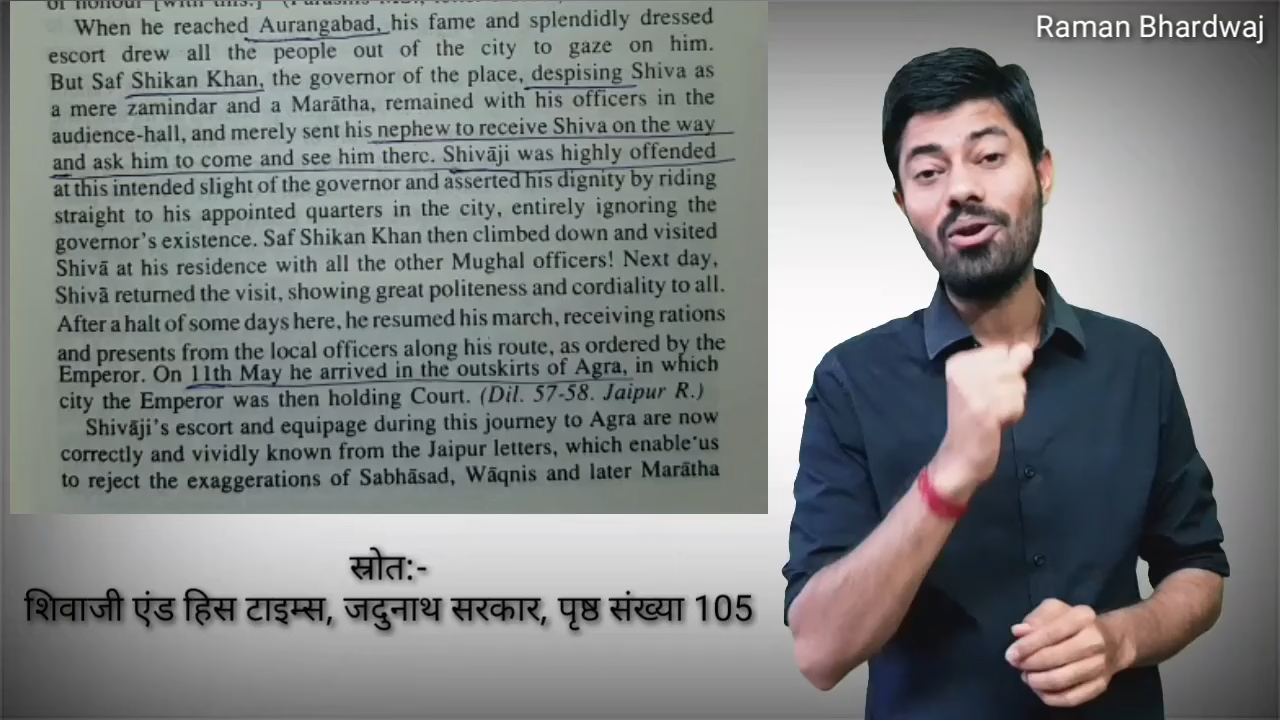 of honour [with this.]
When he reached Aurangabad, his fame and splendidly dressed
escort drew all the people out of the city to gaze on him.
But Saf Shikan Khan, the governor of the place, despising Shiva as
a mere zamindar and a Marātha, remained with his officers in the
audience-hall, and merely sent his nephew to receive Shiva on the way
and ask him to come and see him there. Shivāji was highly offended
at this intended slight of the governor and asserted his dignity by riding
straight to his appointed quarters in the city, entirely ignoring the
governor's existence. Saf Shikan Khan then climbed down and visited
Shivā at his residence with all the other Mughal officers! Next day,
Shivā returned the visit, showing great politeness and cordiality to all.
After a halt of some days here, he resumed his march, receiving rations
and presents from the local officers along his route, as ordered by the
Emperor. On 11th May he arrived in the outskirts of Agra, in which
city the Emperor was then holding Court. (Dil. 57-58. Jaipur R.)
Shivāji's escort and equipage during this journey to Agra are now
correctly and vividly known from the Jaipur letters, which enable us
to reject the exaggerations of Sabhāsad, Wāqnis and later Marātha
Raman Bhardwaj
स्रोत:-
शिवाजी एंड हिस टाइम्स, जदुनाथ सरकार, पृष्ठ संख्या 105